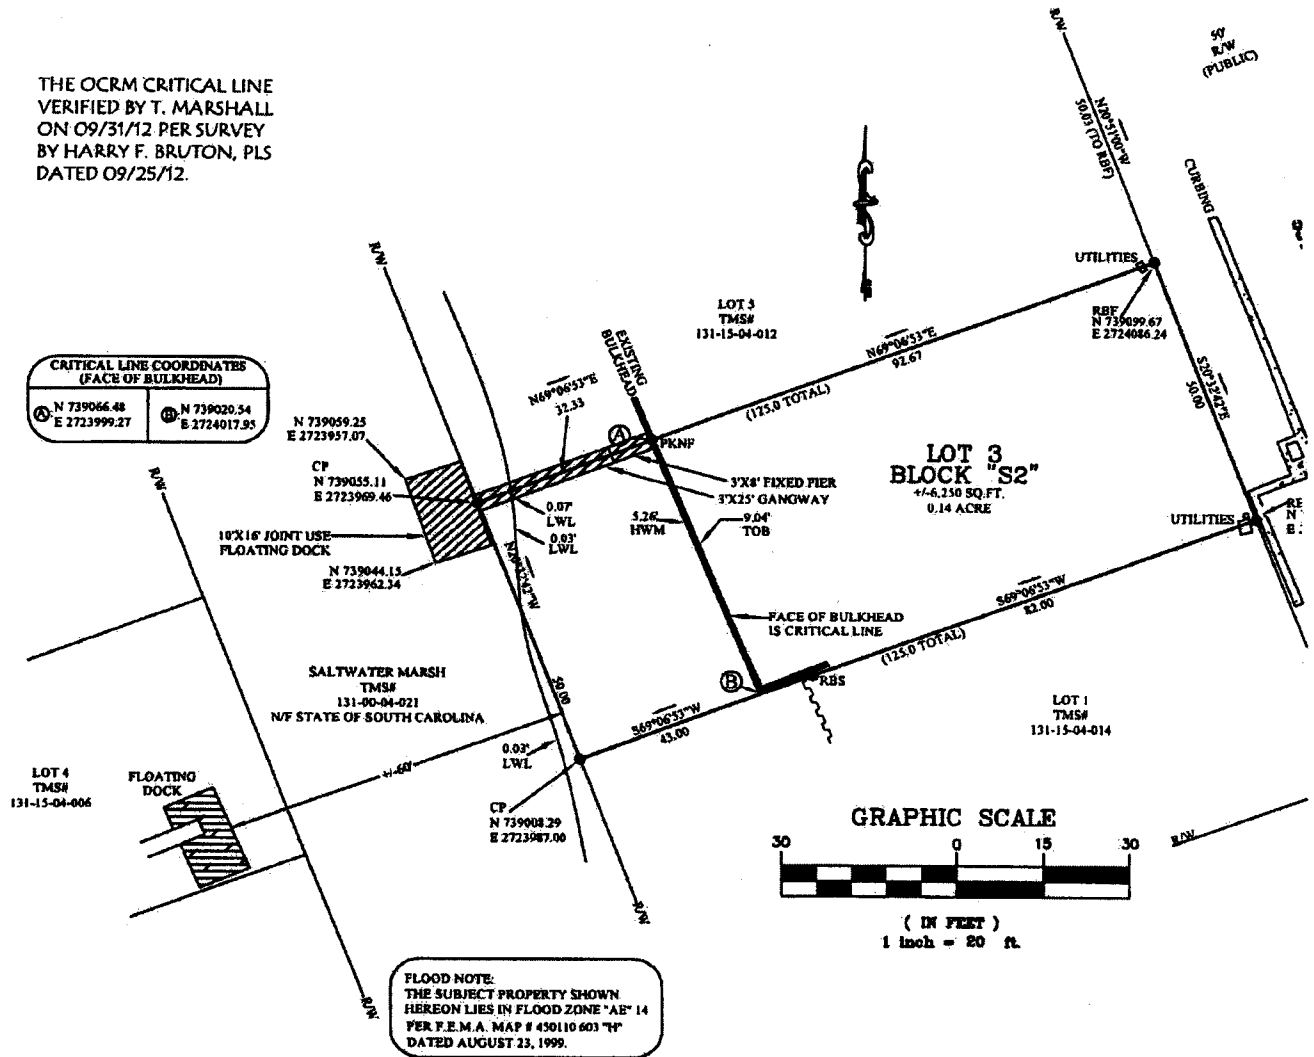 THE OCRM CRITICAL LINE
VERIFIED BY T. MARSHALL
ON 09/31/12 PER SURVEY
BY HARRY F. BRUTON, PLS
DATED 09/25/12.
R/W
50'
R/W
(PUBLIC)
N20°51'00"W
50.03 (TO RBF)
CURBING
R/W
UTILITIES
LOT 5
TMS#
131-15-04-012
RBF
N 739099.67
E 2724086.24
EXISTING
BULKHEAD
N69°06'53"E
92.67
(125.0 TOTAL)
S20°32'42"E
50.00
CRITICAL LINE COORDINATES
(FACE OF BULKHEAD)
A N 739066.48
E 2723999.27
B N 739020.54
E 2724017.95
N69°06'53"E
32.33
N 739059.25
E 2723957.07
A
PKNF
CP
N 739055.11
E 2723969.46
R/W
LOT 3
BLOCK "S2"
+/-6,250 SQ.FT.
0.14 ACRE
3'X8' FIXED PIER
3'X25' GANGWAY
0.07'
LWL
0.03'
LWL
5.26'
HWM
9.04'
TOB
UTILITIES
RE
N
E
10'X16' JOINT USE
FLOATING DOCK
N 739044.15
E 2723962.34
N20°32'42"W
50.00
S69°06'53"W
82.00
(125.0 TOTAL)
FACE OF BULKHEAD
IS CRITICAL LINE
SALTWATER MARSH
TMS#
131-00-04-021
N/F STATE OF SOUTH CAROLINA
B
RBS
S69°06'53"W
43.00
LOT 1
TMS#
131-15-04-014
0.03'
LWL
+/-60'
LOT 4
TMS#
131-15-04-006
FLOATING
DOCK
CP
N 739008.29
E 2723987.00
GRAPHIC SCALE
30 0 15 30
( IN FEET )
1 inch = 20 ft.
R/W
R/W
R/W
FLOOD NOTE:
THE SUBJECT PROPERTY SHOWN
HEREON LIES IN FLOOD ZONE "AE" 14
PER F.E.M.A. MAP # 450110 603 "H"
DATED AUGUST 23, 1999.